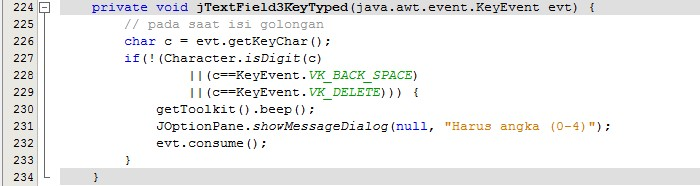 224 private void jTextField3KeyTyped(java.awt.event.KeyEvent evt) {
225 // pada saat isi golongan
226 char c = evt.getKeyChar();
227 if(!(Character.isDigit(c)
228 ||(c==KeyEvent.VK_BACK_SPACE)
229 ||(c==KeyEvent.VK_DELETE))) {
230 getToolkit().beep();
231 JOptionPane.showMessageDialog(null, "Harus angka (0-4)");
232 evt.consume();
233 }
234 }